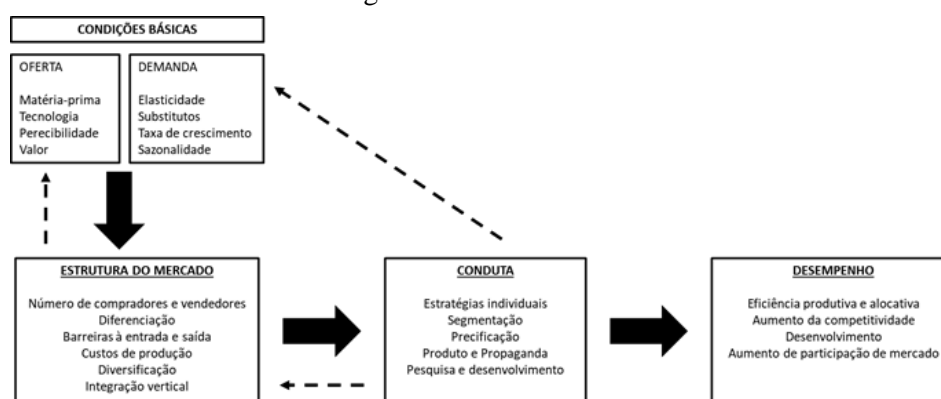 CONDIÇÕES BÁSICAS
OFERTA
Matéria-prima
Tecnologia
Perecibilidade
Valor
DEMANDA
Elasticidade
Substitutos
Taxa de crescimento
Sazonalidade
ESTRUTURA DO MERCADO
Número de compradores e vendedores
Diferenciação
Barreiras à entrada e saída
Custos de produção
Diversificação
Integração vertical
CONDUTA
Estratégias individuais
Segmentação
Precificação
Produto e Propaganda
Pesquisa e desenvolvimento
DESEMPENHO
Eficiência produtiva e alocativa
Aumento da competitividade
Desenvolvimento
Aumento de participação de mercado